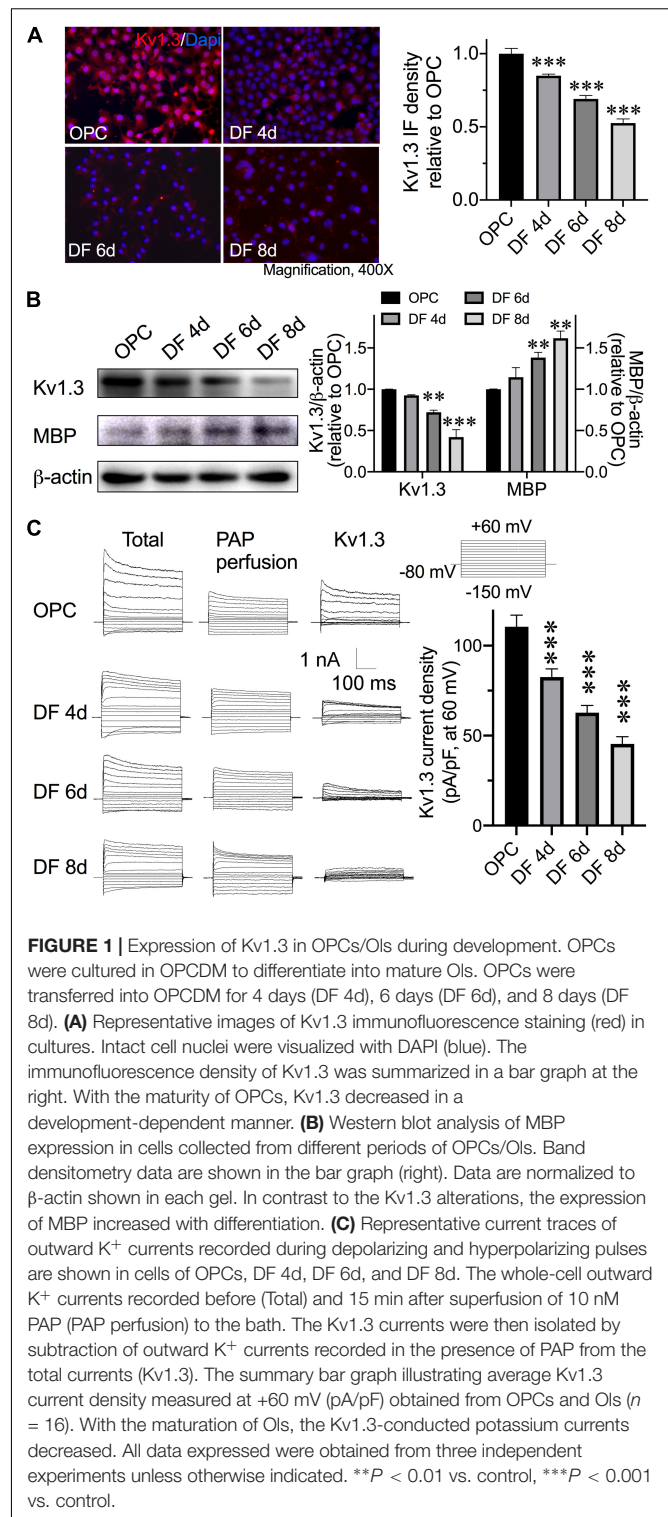 A
Kv1.3/Dapi
OPC
DF 4d
DF 6d
DF 8d
Magnification, 400X
Kv1.3 IF density
relative to OPC
1.0
0.5
0.0
***
***
***
OPC
DF 4d
DF 6d
DF 8d
B
OPC
DF 4d
DF 6d
DF 8d
Kv1.3
MBP
β-actin
OPC
DF 6d
DF 4d
DF 8d
Kv1.3/β-actin
(relative to OPC)
1.5
1.0
0.5
0.0
**
***
**
**
Kv1.3
MBP
1.5
1.0
0.5
0.0
MBP/β-actin
(relative to OPC)
C
Total
PAP
perfusion
Kv1.3
OPC
DF 4d
DF 6d
DF 8d
1 nA
100 ms
+60 mV
-80 mV
-150 mV
Kv1.3 current density
(pA/pF, at 60 mV)
100
50
0
***
***
***
OPC
DF 4d
DF 6d
DF 8d
FIGURE 1 | Expression of Kv1.3 in OPCs/Ols during development. OPCs
were cultured in OPCDM to differentiate into mature Ols. OPCs were
transferred into OPCDM for 4 days (DF 4d), 6 days (DF 6d), and 8 days (DF
8d). (A) Representative images of Kv1.3 immunofluorescence staining (red) in
cultures. Intact cell nuclei were visualized with DAPI (blue). The
immunofluorescence density of Kv1.3 was summarized in a bar graph at the
right. With the maturity of OPCs, Kv1.3 decreased in a
development-dependent manner. (B) Western blot analysis of MBP
expression in cells collected from different periods of OPCs/Ols. Band
densitometry data are shown in the bar graph (right). Data are normalized to
β-actin shown in each gel. In contrast to the Kv1.3 alterations, the expression
of MBP increased with differentiation. (C) Representative current traces of
outward K+ currents recorded during depolarizing and hyperpolarizing pulses
are shown in cells of OPCs, DF 4d, DF 6d, and DF 8d. The whole-cell outward
K+ currents recorded before (Total) and 15 min after superfusion of 10 nM
PAP (PAP perfusion) to the bath. The Kv1.3 currents were then isolated by
subtraction of outward K+ currents recorded in the presence of PAP from the
total currents (Kv1.3). The summary bar graph illustrating average Kv1.3
current density measured at +60 mV (pA/pF) obtained from OPCs and Ols (n
= 16). With the maturation of Ols, the Kv1.3-conducted potassium currents
decreased. All data expressed were obtained from three independent
experiments unless otherwise indicated. **P < 0.01 vs. control, ***P < 0.001
vs. control.